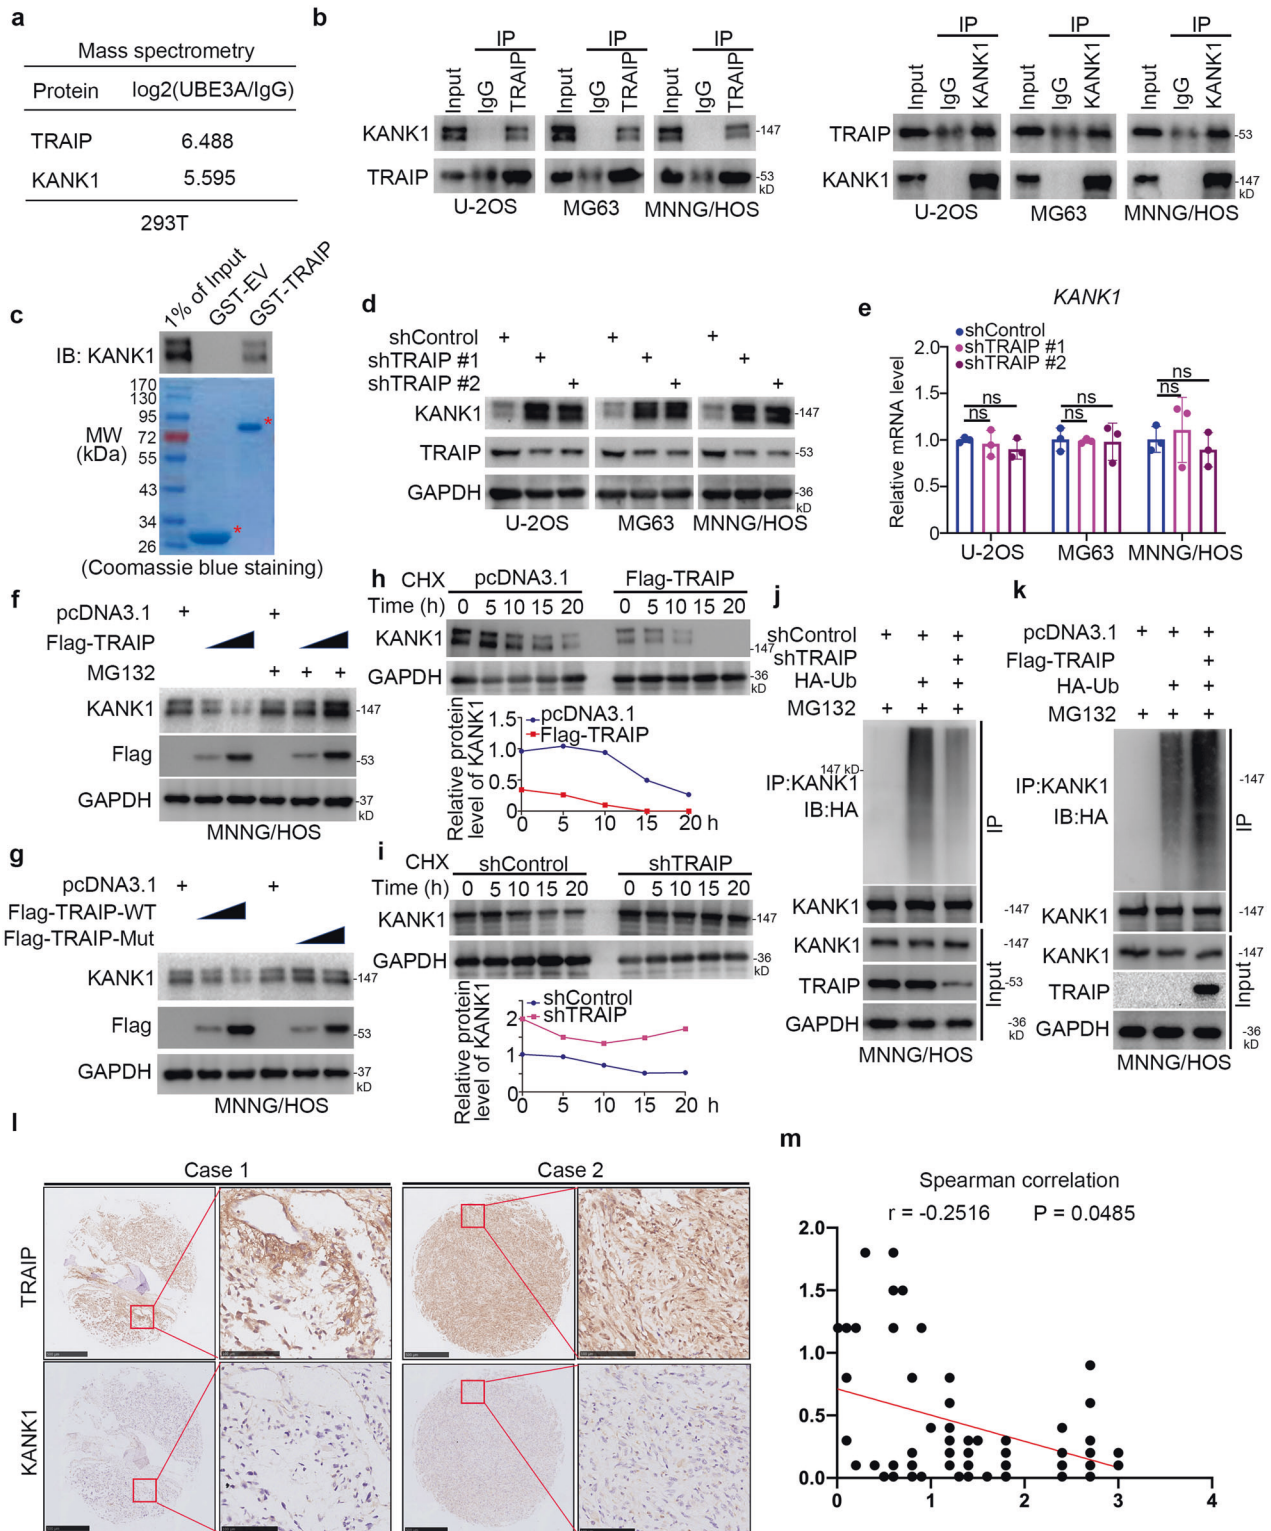 a
Mass spectrometry
Protein log2(UBE3A/IgG)
TRAIP 6.488
KANK1 5.595
293T
b
IP IP IP
Input IgG TRAIP Input IgG TRAIP Input IgG TRAIP
KANK1 -147
TRAIP -53
kD
U-2OS MG63 MNNG/HOS
IP IP IP
Input IgG KANK1 Input IgG KANK1 Input IgG KANK1
TRAIP -53
KANK1 -147
kD
U-2OS MG63 MNNG/HOS
c
1% of Input GST-EV GST-TRAIP
IB: KANK1
170
130
95 *
MW 72
(kDa) 55
43
34 *
26
(Coomassie blue staining)
d
shControl + + +
shTRAIP #1 + + +
shTRAIP #2 + + +
KANK1 -147
TRAIP -53
GAPDH -36
kD
U-2OS MG63 MNNG/HOS
e
KANK1
shControl
shTRAIP #1
shTRAIP #2
Relative mRNA level
2.0
1.5
1.0
0.5
0
ns ns ns
ns ns ns
U-2OS MG63 MNNG/HOS
f
pcDNA3.1 + +
Flag-TRAIP
MG132 + + +
KANK1 -147
Flag -53
GAPDH -37
kD
MNNG/HOS
g
pcDNA3.1 + +
Flag-TRAIP-WT
Flag-TRAIP-Mut
KANK1 -147
Flag -53
GAPDH -37
kD
MNNG/HOS
h
CHX pcDNA3.1 Flag-TRAIP
Time (h) 0 5 10 15 20 0 5 10 15 20
KANK1 -147
GAPDH -36
kD
Relative protein
level of KANK1
1.5
1.0
0.5
0
pcDNA3.1
Flag-TRAIP
0 5 10 15 20 h
i
CHX shControl shTRAIP
Time (h) 0 5 10 15 20 0 5 10 15 20
KANK1 -147
GAPDH -36
kD
Relative protein
level of KANK1
2
1
0
shControl
shTRAIP
0 5 10 15 20 h
j
shControl + + +
shTRAIP +
HA-Ub + +
MG132 + + +
147 kD-
IP:KANK1
IB:HA
IP
KANK1 -147
KANK1 -147
TRAIP -53
GAPDH -36
kD
Input
MNNG/HOS
k
pcDNA3.1 + + +
Flag-TRAIP +
HA-Ub + +
MG132 + + +
IP:KANK1 -147
IB:HA
IP
KANK1 -147
KANK1 -147
TRAIP
GAPDH -36
kD
Input
MNNG/HOS
l
Case 1 Case 2
TRAIP
KANK1
m
Spearman correlation
r = -0.2516 P = 0.0485
2.0
1.5
1.0
0.5
0.0
0 1 2 3 4